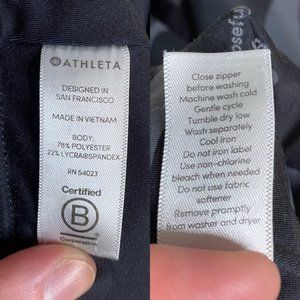 ATHLETA
DESIGNED IN
SAN FRANCISCO
MADE IN VIETNAM
BODY:
78% POLYESTER
22% LYCRA®SPANDEX
RN 54023
Certified
B
Corporation
Close zipper
before washing
Machine wash cold
Gentle cycle
Tumble dry low
Wash separately
Cool iron
Do not iron label
Use non-chlorine
bleach when needed
Do not use fabric
softener
Remove promptly
from washer and dryer